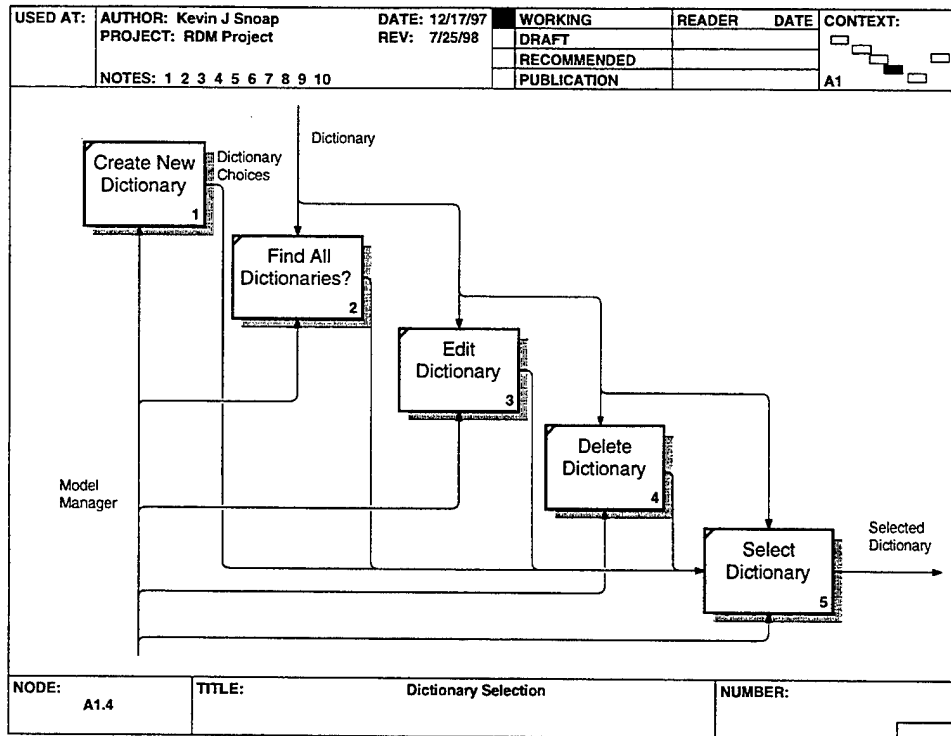 USED AT:
AUTHOR: Kevin J Snoap
PROJECT: RDM Project
NOTES: 1 2 3 4 5 6 7 8 9 10
DATE: 12/17/97
REV: 7/25/98
WORKING
DRAFT
RECOMMENDED
PUBLICATION
READER DATE
CONTEXT:
A1
Dictionary
Create New
Dictionary
1
Dictionary
Choices
Find All
Dictionaries?
2
Edit
Dictionary
3
Delete
Dictionary
4
Model
Manager
Select
Dictionary
5
Selected
Dictionary
NODE:
A1.4
TITLE:
Dictionary Selection
NUMBER: